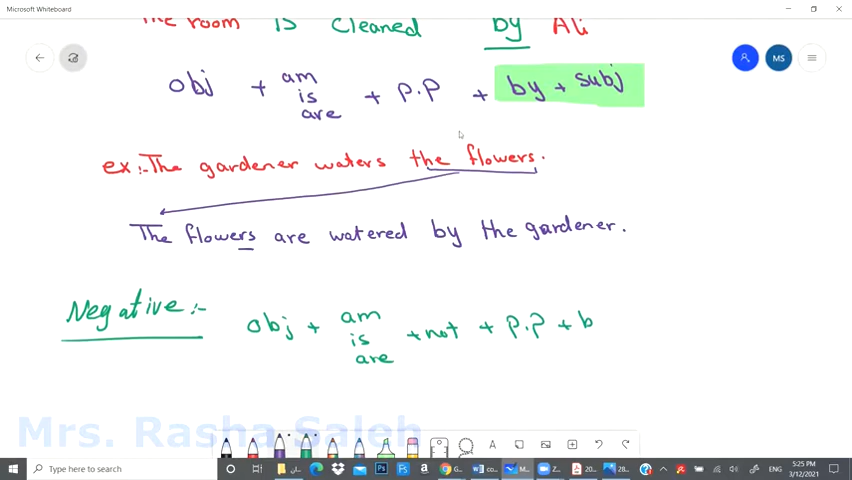 Microsoft Whiteboard
the room is cleaned by Ali
MS
obj + am + p.p + by + subj
is
are
ex:- The gardener waters the flowers.
The flowers are watered by the gardener.
Negative:- obj + am + not + p.p + b
is
are
Mrs. Rasha Saleh
Type here to search
ENG
5:25 PM
3/12/2021